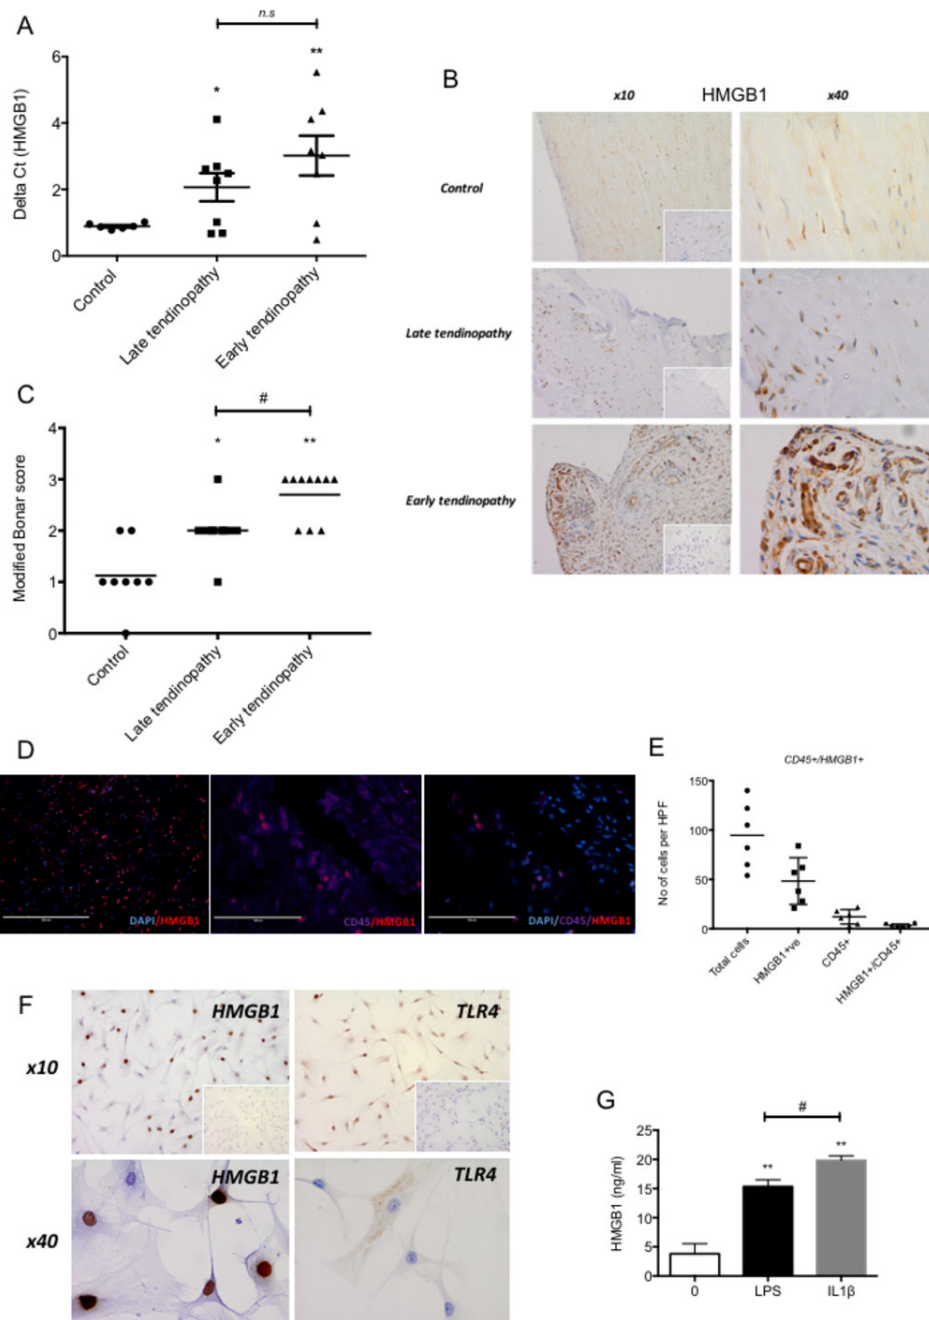 A
n.s
**
*
6
4
2
0
Delta Ct (HMGB1)
Control
Late tendinopathy
Early tendinopathy
B
x10
HMGB1
x40
Control
Late tendinopathy
Early tendinopathy
C
#
*
**
4
3
2
1
0
Modified Bonar score
Control
Late tendinopathy
Early tendinopathy
D
DAPI/HMGB1
CD45/HMGB1
DAPI/CD45/HMGB1
E
CD45+/HMGB1+
150
100
50
0
No of cells per HPF
Total cells
HMGB1+ve
CD45+
HMGB1+/CD45+
F
HMGB1
TLR4
x10
HMGB1
TLR4
x40
G
#
**
**
25
20
15
10
5
0
HMGB1 (ng/ml)
0
LPS
IL1β